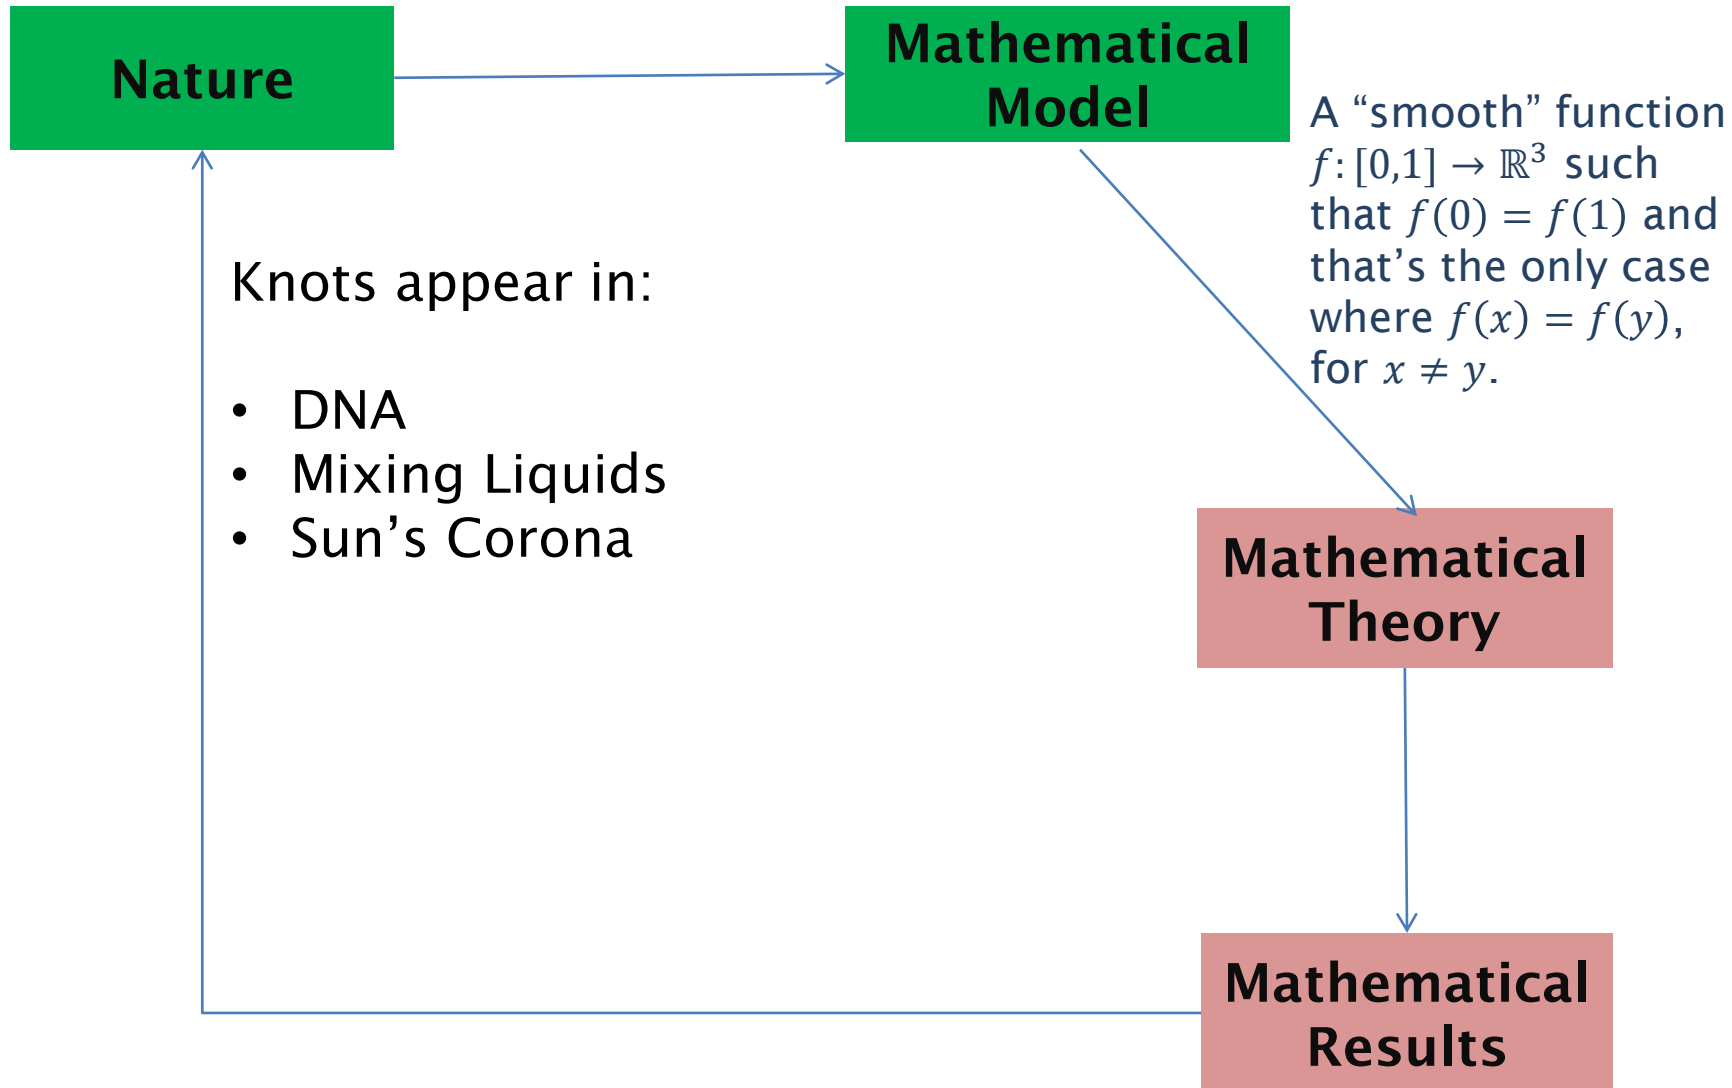 Nature
Mathematical
Model
A “smooth” function
f: [0,1] → ℝ³ such
that f(0) = f(1) and
that’s the only case
where f(x) = f(y),
for x ≠ y.
Knots appear in:
• DNA
• Mixing Liquids
• Sun’s Corona
Mathematical
Theory
Mathematical
Results